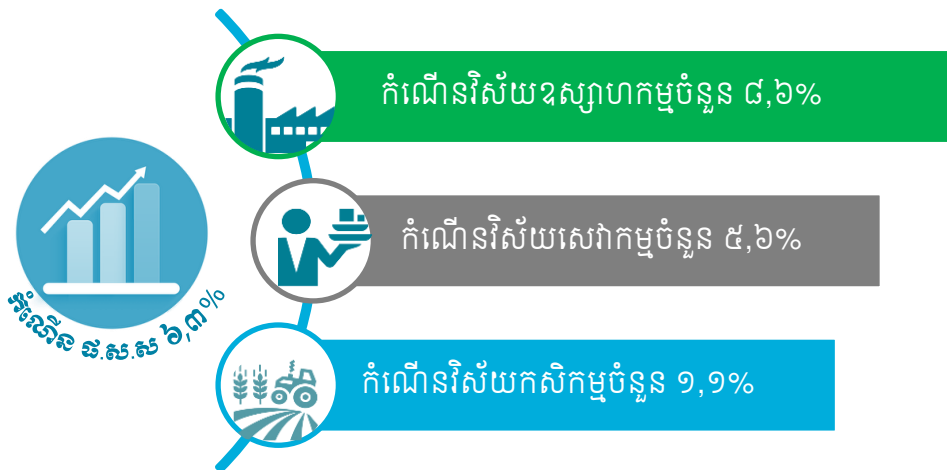 កំណើនវិស័យឧស្សាហកម្មចំនួន ៨,៦%
កំណើនវិស័យសេវាកម្មចំនួន ៥,៦%
កំណើន ផ.ស.ស ៦,៣%
កំណើនវិស័យកសិកម្មចំនួន ១,១%